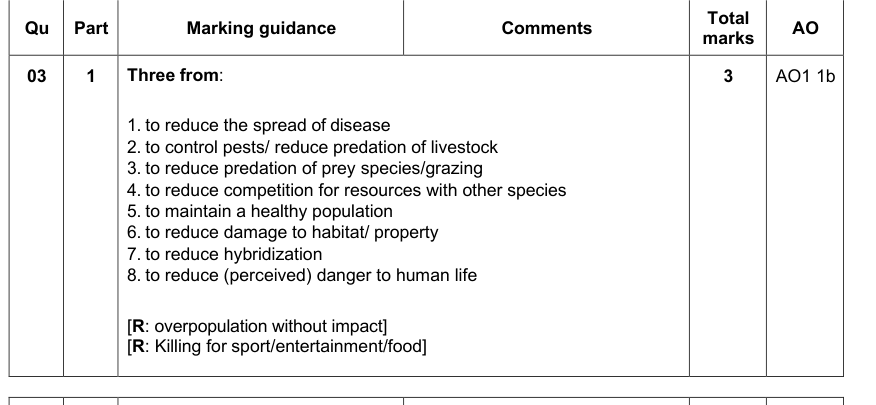 Qu Part Marking guidance Comments Total marks AO
03 1 Three from: 3 AO1 1b
1. to reduce the spread of disease
2. to control pests/ reduce predation of livestock
3. to reduce predation of prey species/grazing
4. to reduce competition for resources with other species
5. to maintain a healthy population
6. to reduce damage to habitat/ property
7. to reduce hybridization
8. to reduce (perceived) danger to human life
[R: overpopulation without impact]
[R: Killing for sport/entertainment/food]